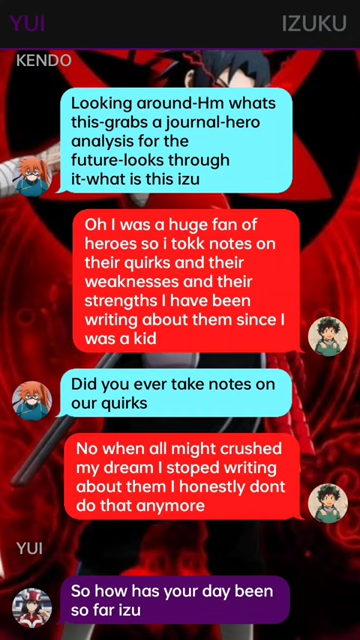 YUI IZUKU
KENDO
Looking around-Hm whats
this-grabs a journal-hero
analysis for the
future-looks through
it-what is this izu
Oh I was a huge fan of
heroes so i tokk notes on
their quirks and their
weaknesses and their
strengths I have been
writing about them since I
was a kid
Did you ever take notes on
our quirks
No when all might crushed
my dream I stoped writing
about them I honestly dont
do that anymore
YUI
So how has your day been
so far izu